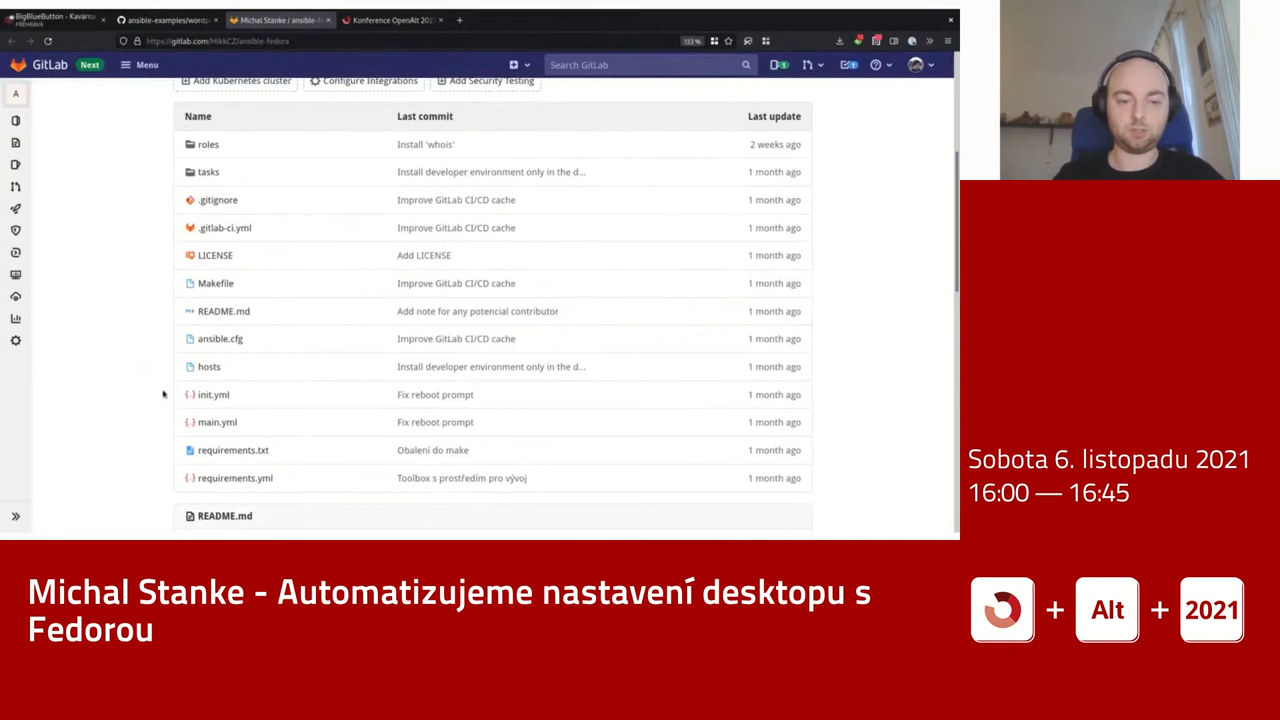 BigBlueButton - Kavárna
PŘEHRÁVÁ
ansible-examples/wordp
Michal Stanke / ansible-fe
Konference OpenAlt 2021
https://gitlab.com/MikkCZ/ansible-fedora
133 %
GitLab Next Menu
Search GitLab
1
1
A
Add Kubernetes cluster Configure Integrations Add Security Testing
Name Last commit Last update
roles Install 'whois' 2 weeks ago
tasks Install developer environment only in the d... 1 month ago
.gitignore Improve GitLab CI/CD cache 1 month ago
.gitlab-ci.yml Improve GitLab CI/CD cache 1 month ago
LICENSE Add LICENSE 1 month ago
Makefile Improve GitLab CI/CD cache 1 month ago
README.md Add note for any potencial contributor 1 month ago
ansible.cfg Improve GitLab CI/CD cache 1 month ago
hosts Install developer environment only in the d... 1 month ago
init.yml Fix reboot prompt 1 month ago
main.yml Fix reboot prompt 1 month ago
requirements.txt Obalení do make 1 month ago
requirements.yml Toolbox s prostředím pro vývoj 1 month ago
README.md
Sobota 6. listopadu 2021
16:00 — 16:45
Michal Stanke - Automatizujeme nastavení desktopu s
Fedorou
+ Alt + 2021